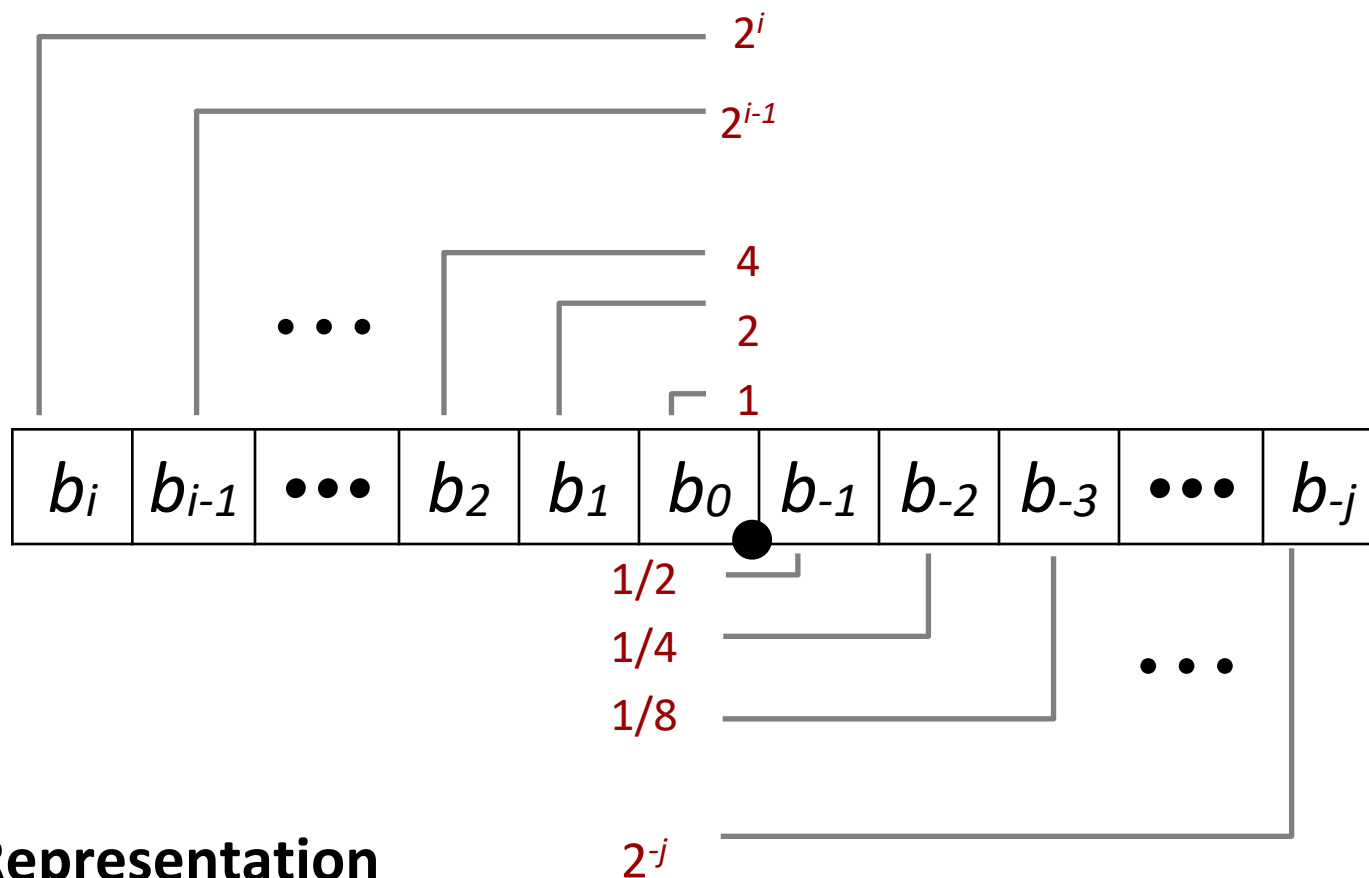 2^i
2^{i-1}
4
2
•••
1
b_i b_{i-1} ••• b_2 b_1 b_0 • b_{-1} b_{-2} b_{-3} ••• b_{-j}
1/2
1/4
•••
1/8
2^{-j}
Representation